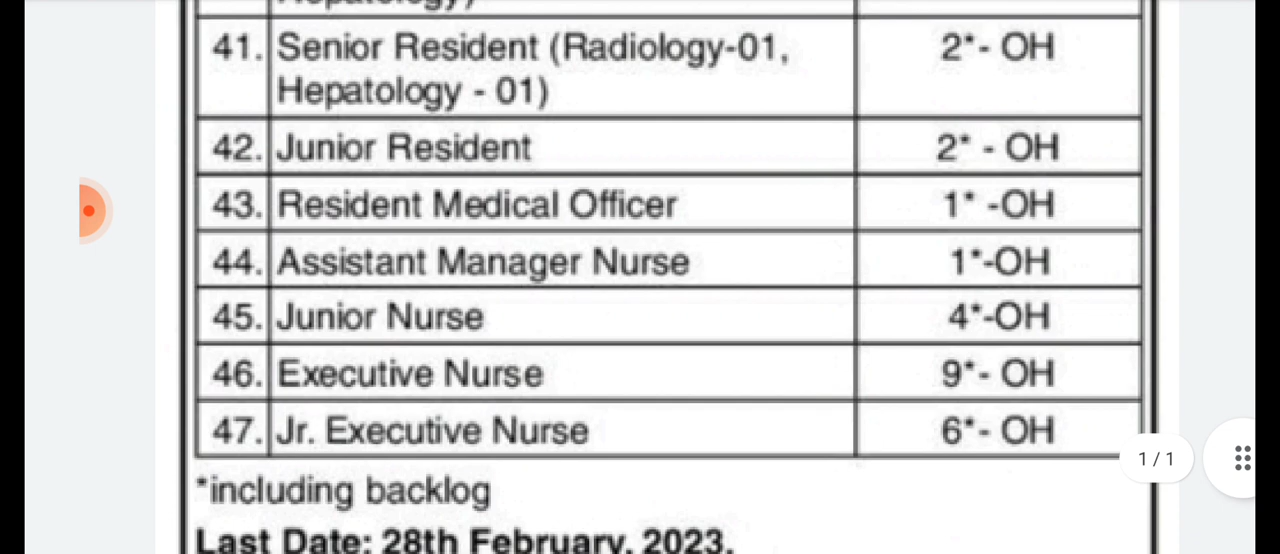 Hepatology)
41. Senior Resident (Radiology-01, 2*- OH
Hepatology - 01)
42. Junior Resident 2* - OH
43. Resident Medical Officer 1* -OH
44. Assistant Manager Nurse 1*-OH
45. Junior Nurse 4*-OH
46. Executive Nurse 9*- OH
47. Jr. Executive Nurse 6*- OH
1 / 1
*including backlog
Last Date: 28th February, 2023.